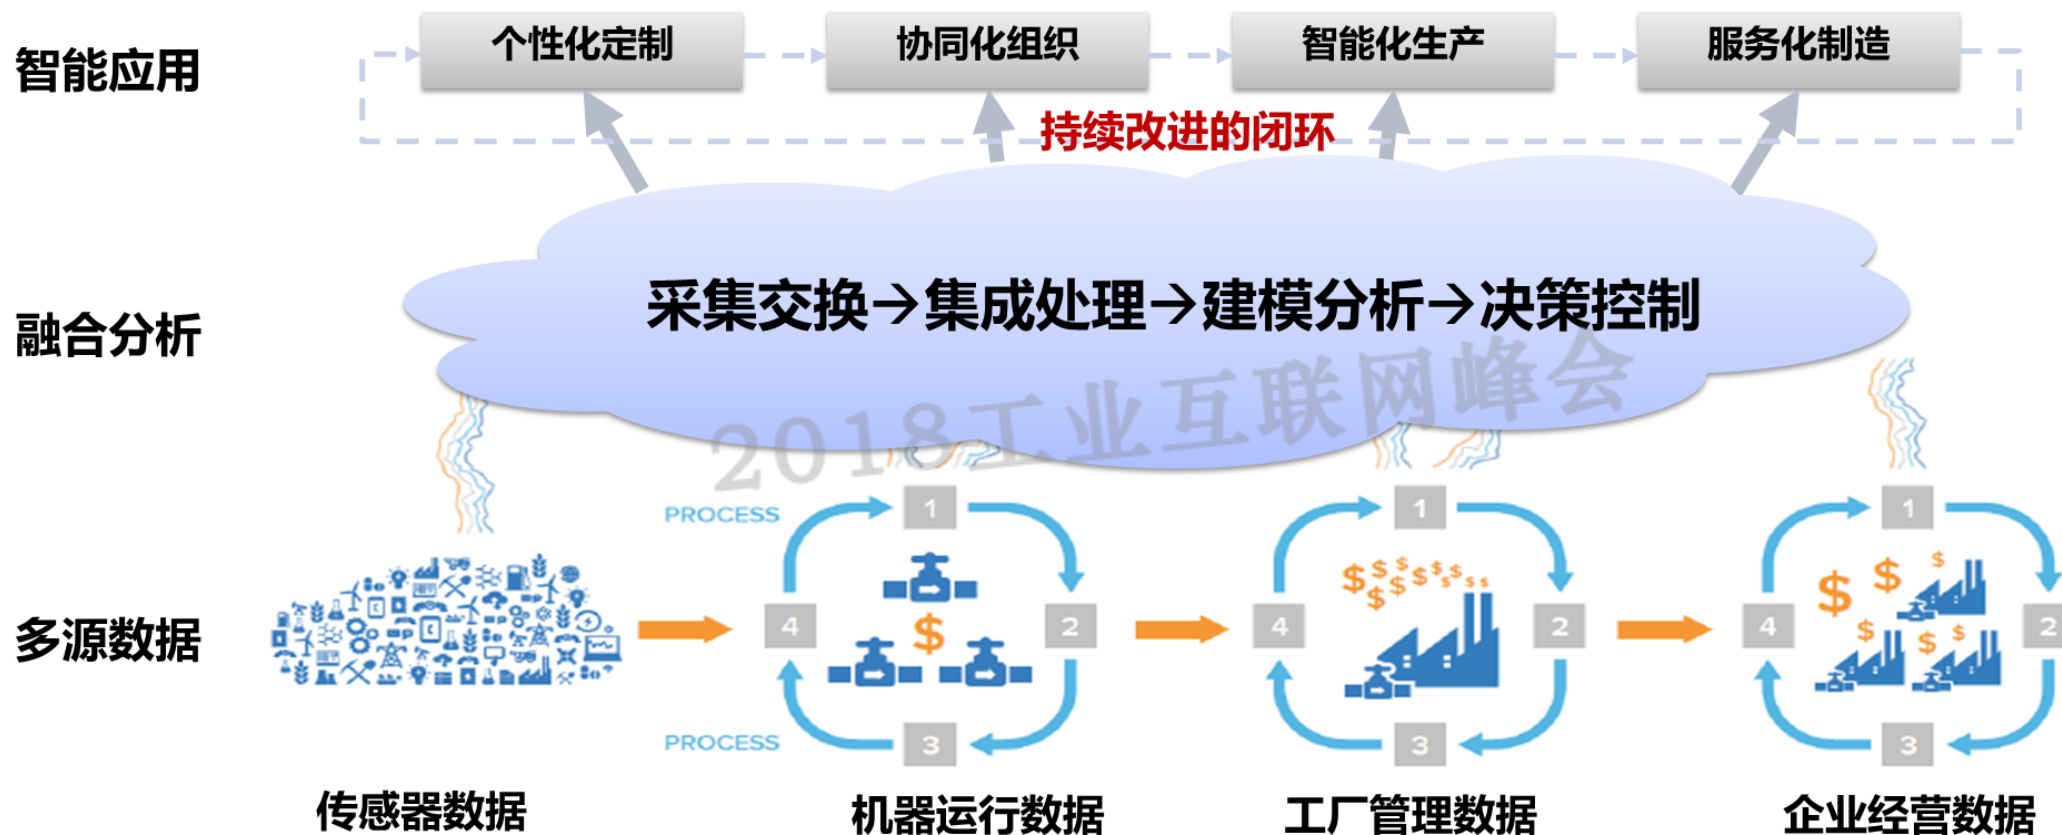 智能应用
个性化定制
协同化组织
智能化生产
服务化制造
持续改进的闭环
融合分析
采集交换→集成处理→建模分析→决策控制
2018工业互联网峰会
多源数据
PROCESS
1
2
3
4
PROCESS
1
2
3
4
1
2
3
4
传感器数据
机器运行数据
工厂管理数据
企业经营数据